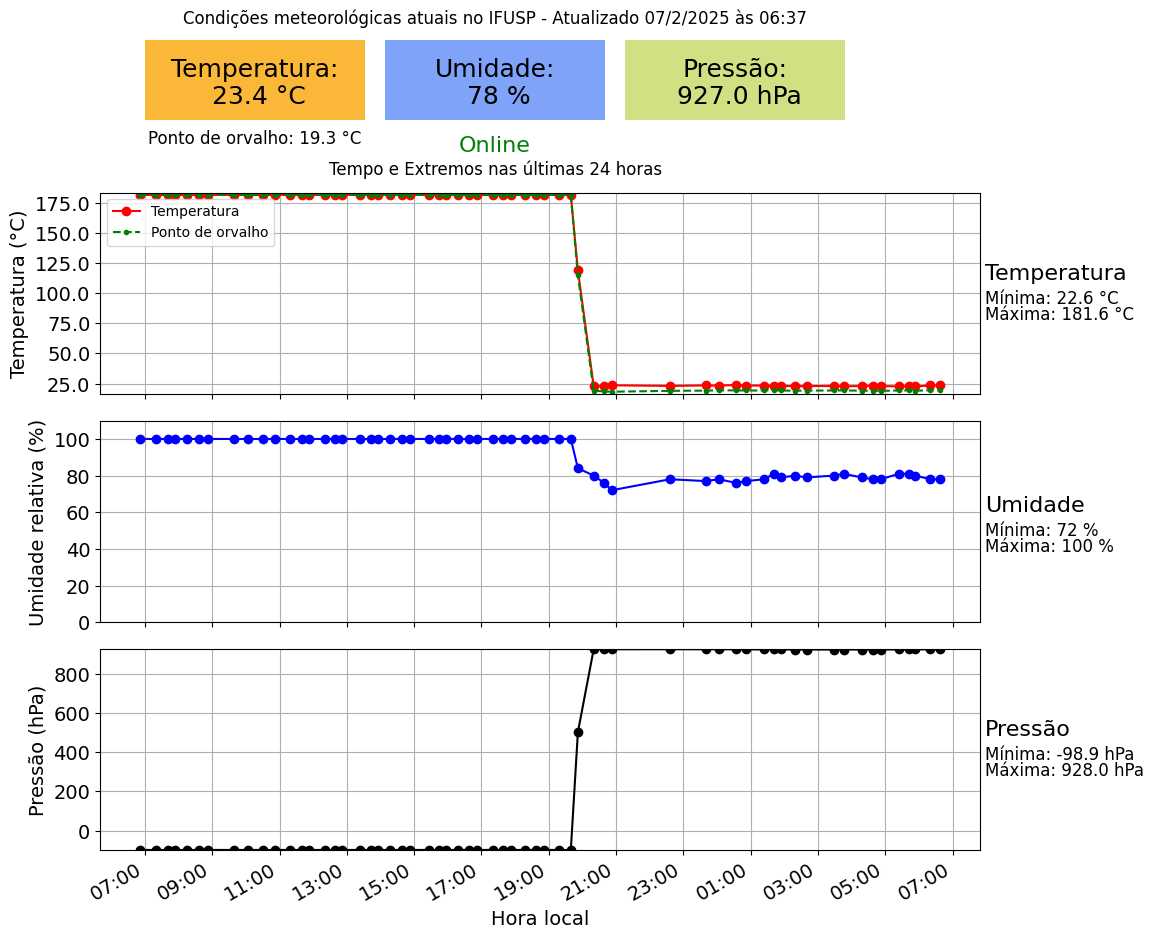 Condições meteorológicas atuais no IFUSP - Atualizado 07/2/2025 às 06:37
Temperatura:
23.4 °C
Umidade:
78 %
Pressão:
927.0 hPa
Ponto de orvalho: 19.3 °C
Online
Tempo e Extremos nas últimas 24 horas
Temperatura (°C)
175.0
150.0
125.0
100.0
75.0
50.0
25.0
Temperatura
Ponto de orvalho
Temperatura
Mínima: 22.6 °C
Máxima: 181.6 °C
Umidade relativa (%)
100
80
60
40
20
0
Umidade
Mínima: 72 %
Máxima: 100 %
Pressão (hPa)
800
600
400
200
0
Pressão
Mínima: -98.9 hPa
Máxima: 928.0 hPa
07:00 09:00 11:00 13:00 15:00 17:00 19:00 21:00 23:00 01:00 03:00 05:00 07:00
Hora local